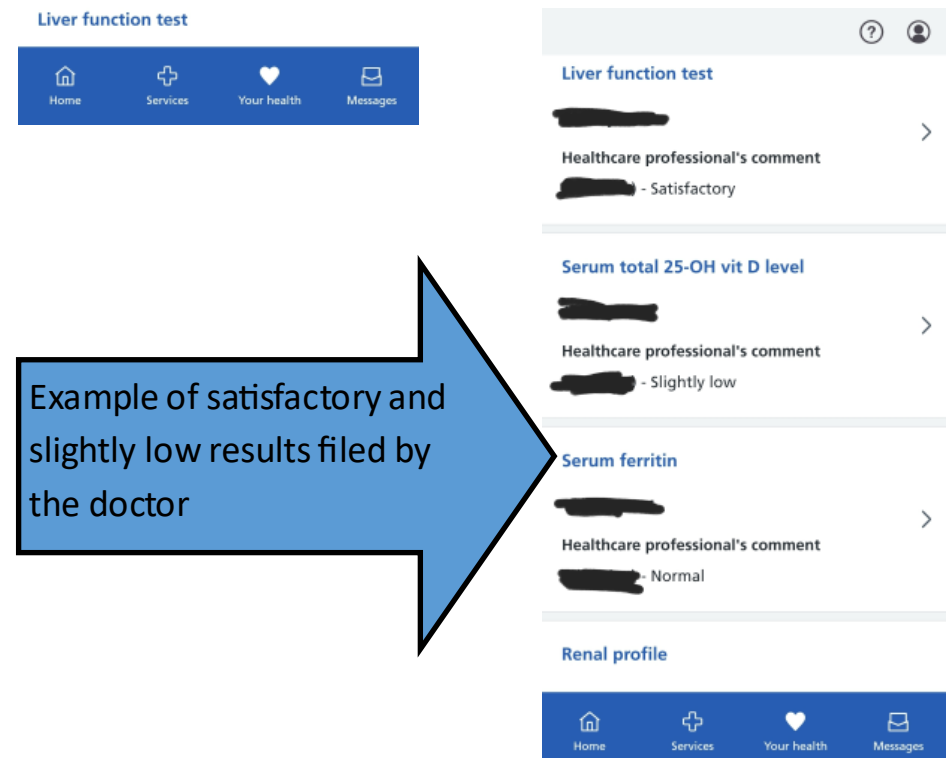 Liver function test
Home Services Your health Messages
Example of satisfactory and
slightly low results filed by
the doctor
Liver function test
Healthcare professional's comment
- Satisfactory
Serum total 25-OH vit D level
Healthcare professional's comment
- Slightly low
Serum ferritin
Healthcare professional's comment
- Normal
Renal profile
Home Services Your health Messages